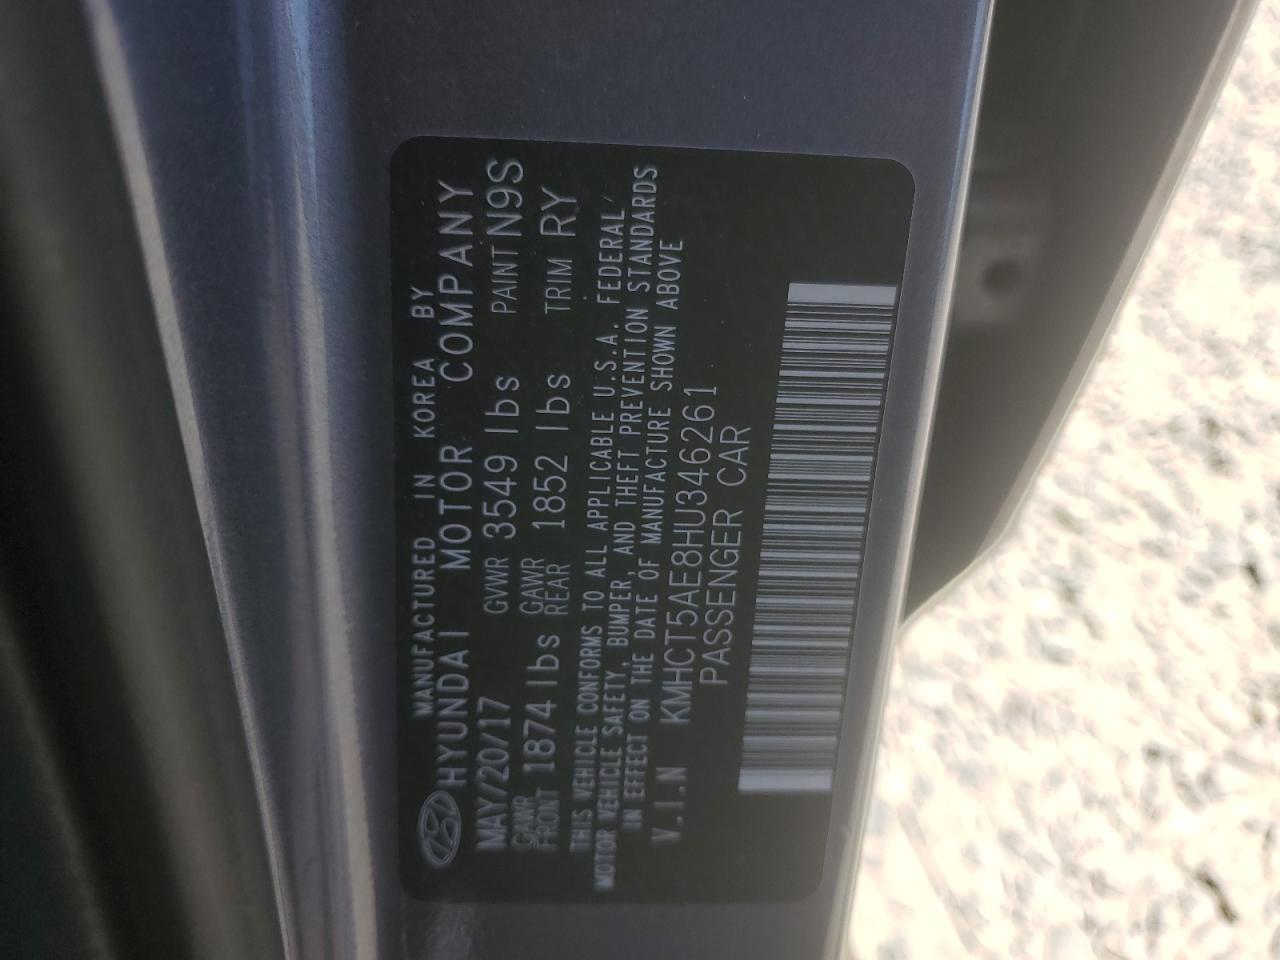 MANUFACTURED IN KOREA BY
HYUNDAI MOTOR COMPANY
MAY/20/17 GVWR 3549 lbs PAINT N9S
GAWR FRONT 1874 lbs GAWR REAR 1852 lbs TRIM RY
THIS VEHICLE CONFORMS TO ALL APPLICABLE U.S.A. FEDERAL
MOTOR VEHICLE SAFETY, BUMPER, AND THEFT PREVENTION STANDARDS
IN EFFECT ON THE DATE OF MANUFACTURE SHOWN ABOVE
V.I.N KMHCT5AE8HU346261
PASSENGER CAR